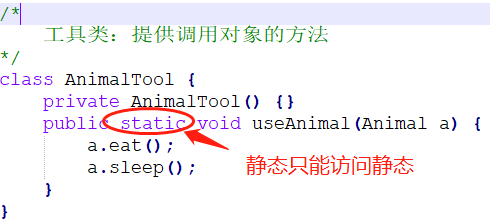 /*
工具类：提供调用对象的方法
*/
class AnimalTool {
private AnimalTool() {}
public static void useAnimal(Animal a) {
a.eat();
a.sleep();
静态只能访问静态
}
}